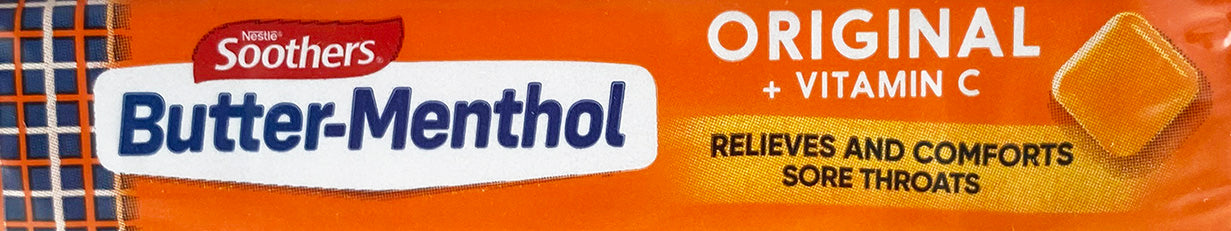 Nestlé®
Soothers®
Butter-Menthol
ORIGINAL
+ VITAMIN C
RELIEVES AND COMFORTS
SORE THROATS